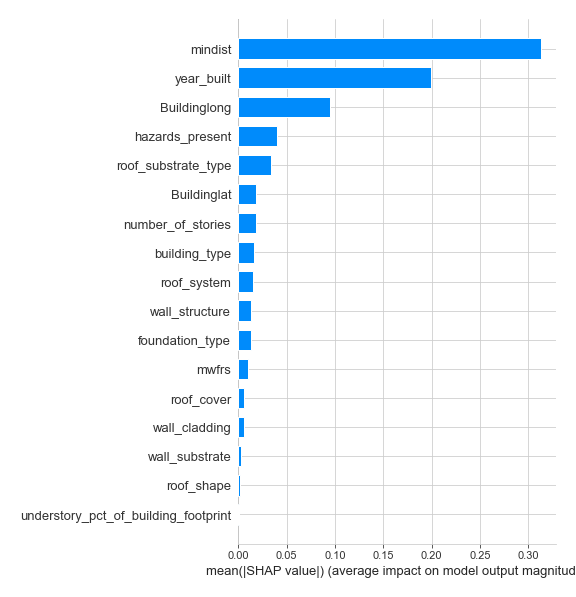 mindist
year_built
Buildinglong
hazards_present
roof_substrate_type
Buildinglat
number_of_stories
building_type
roof_system
wall_structure
foundation_type
mwfrs
roof_cover
wall_cladding
wall_substrate
roof_shape
understory_pct_of_building_footprint
0.00 0.05 0.10 0.15 0.20 0.25 0.30
mean(|SHAP value|) (average impact on model output magnitud